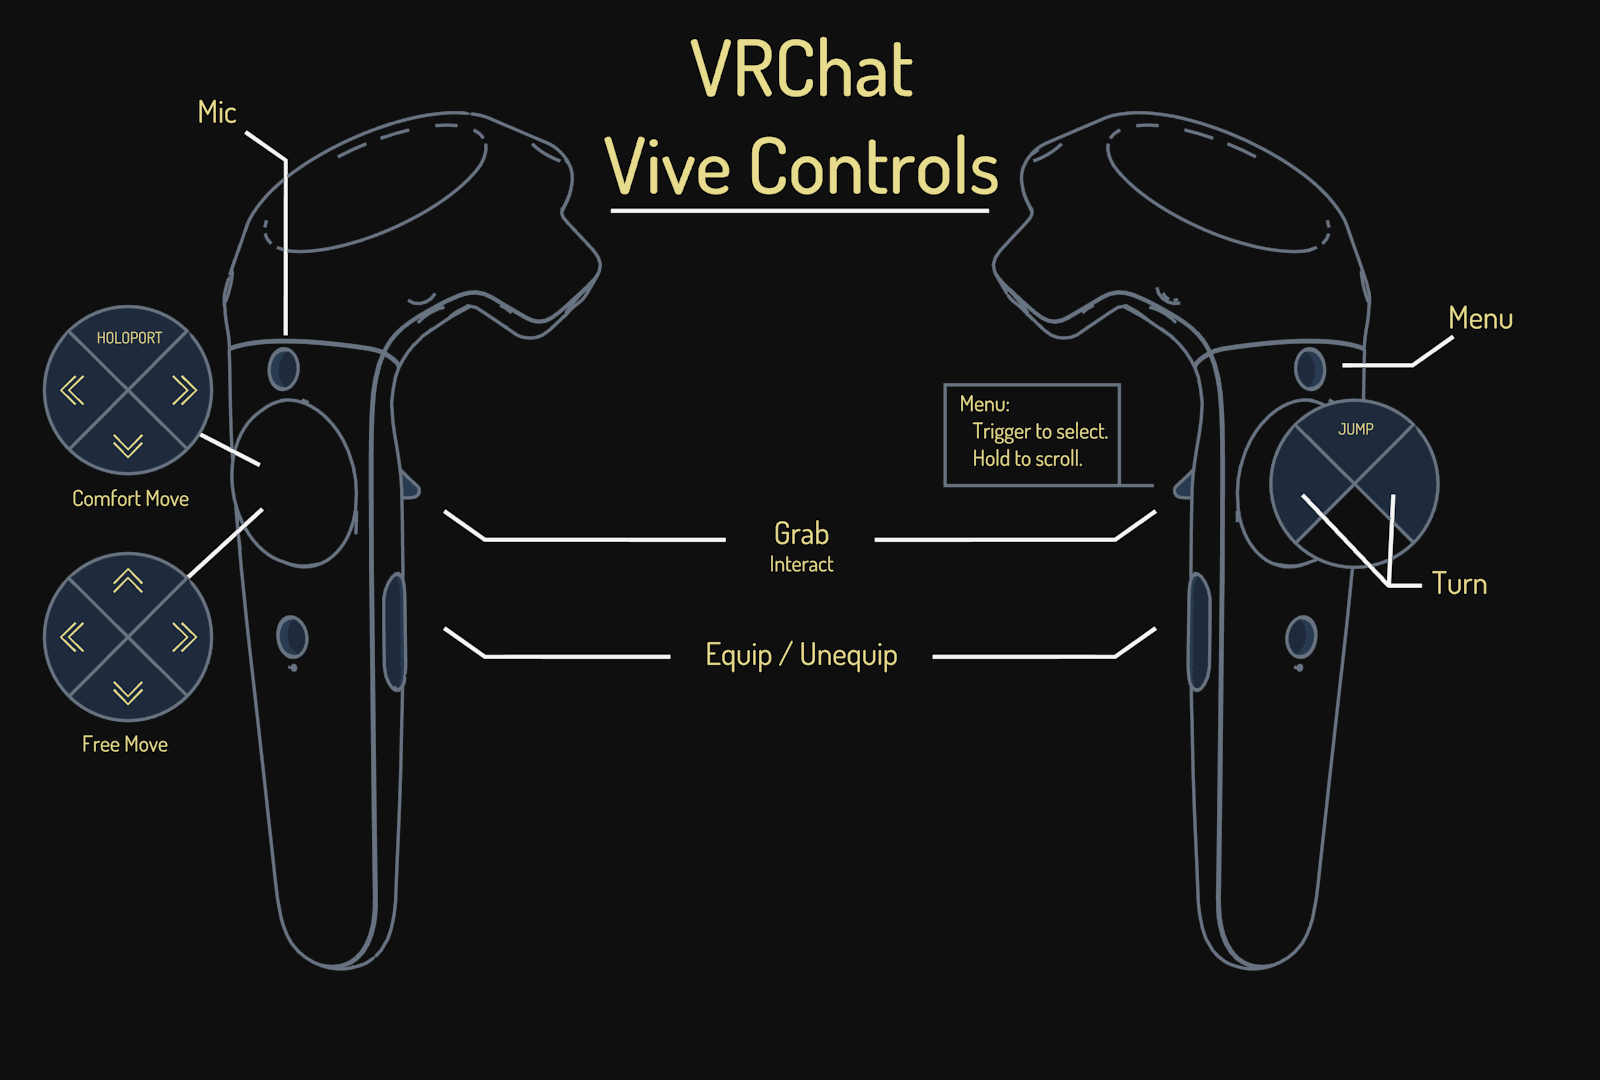 VRChat
Vive Controls
Mic
HOLOPORT
Comfort Move
Free Move
Menu:
Trigger to select.
Hold to scroll.
Grab
Interact
Equip / Unequip
Menu
JUMP
Turn